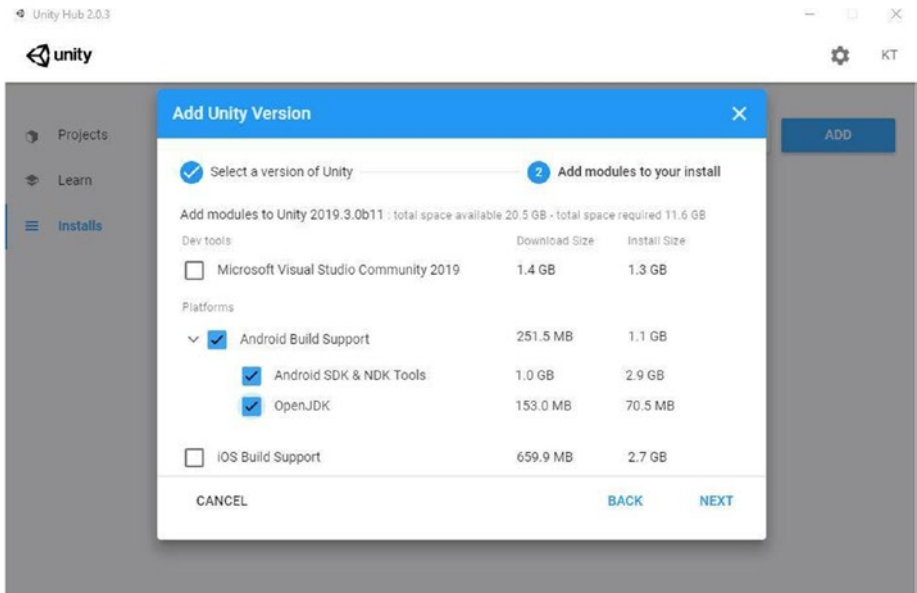 Unity Hub 2.0.3
unity
KT
Add Unity Version
Projects
ADD
Select a version of Unity
2
Add modules to your install
Learn
Add modules to Unity 2019.3.0b11 : total space available 20.5 GB - total space required 11.6 GB
Installs
Dev tools Download Size Install Size
Microsoft Visual Studio Community 2019 1.4 GB 1.3 GB
Platforms
Android Build Support 251.5 MB 1.1 GB
Android SDK & NDK Tools 1.0 GB 2.9 GB
OpenJDK 153.0 MB 70.5 MB
iOS Build Support 659.9 MB 2.7 GB
CANCEL BACK NEXT